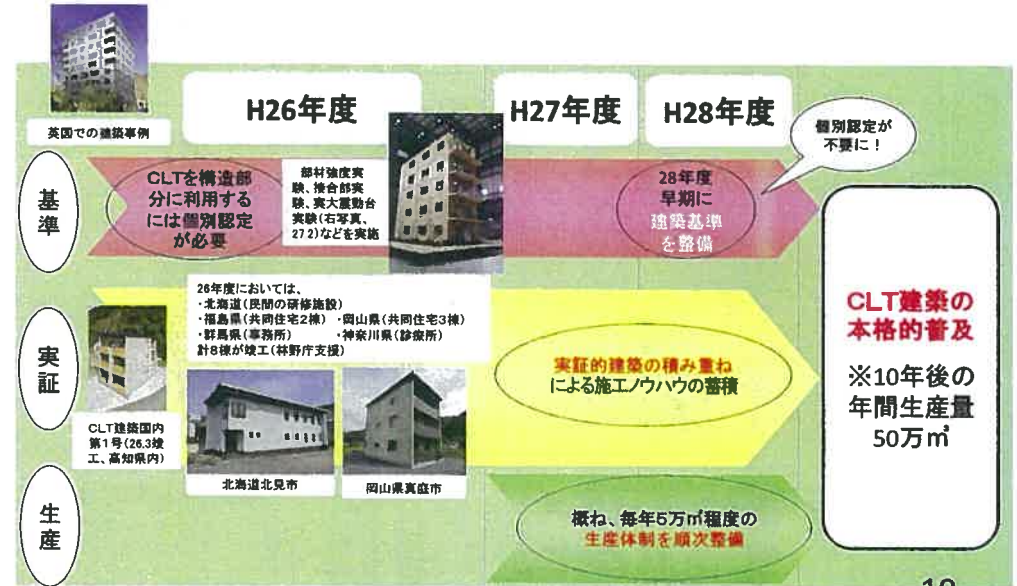 英国での建築事例
H26年度
H27年度
H28年度
個別認定が
不要に！
基準
CLTを構造部
分に利用する
には個別認定
が必要
部材強度実
験、接合部実
験、実大震動台
実験(右写真、
27.2)などを実施
28年度
早期に
建築基準
を整備
実証
26年度においては、
・北海道(民間の研修施設)
・福島県(共同住宅2棟) ・岡山県(共同住宅3棟)
・群馬県(事務所) ・神奈川県(診療所)
計8棟が竣工(林野庁支援)
実証的建築の積み重ね
による施工ノウハウの蓄積
CLT建築国内
第1号(26.3竣
工、高知県内)
北海道北見市
岡山県真庭市
生産
概ね、毎年5万㎥程度の
生産体制を順次整備
CLT建築の
本格的普及
※10年後の
年間生産量
50万㎥